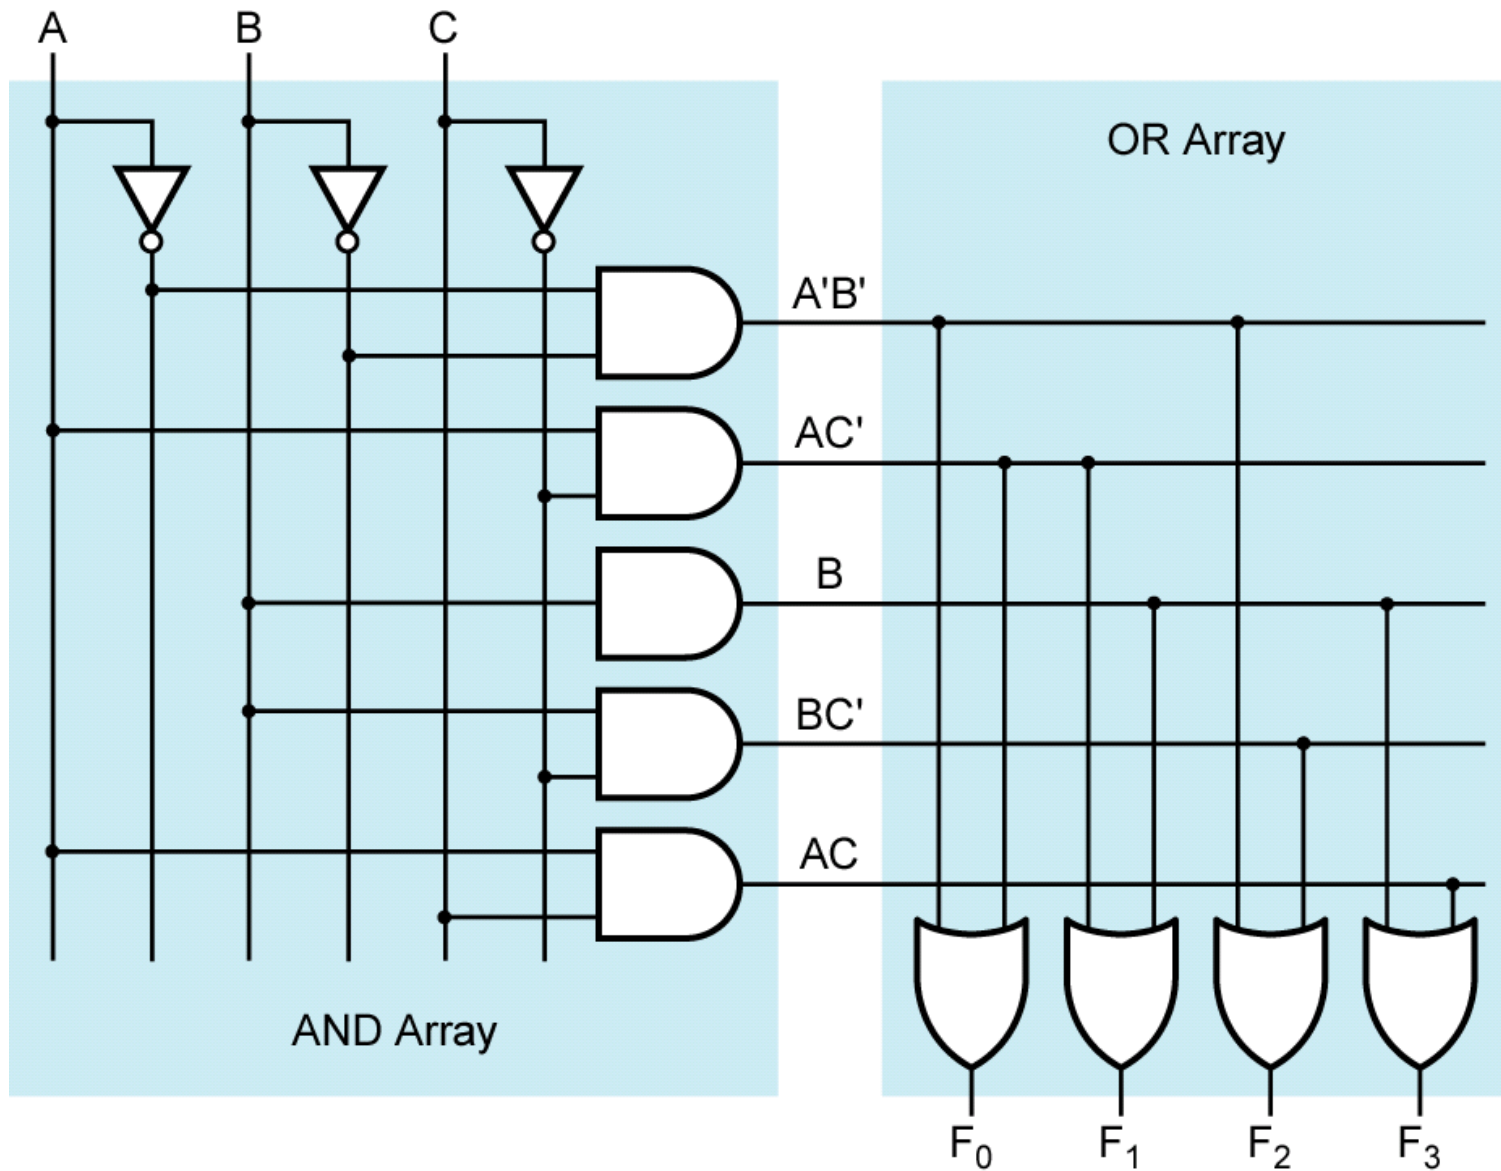 A B C
OR Array
A'B'
AC'
B
BC'
AC
AND Array
F0 F1 F2 F3